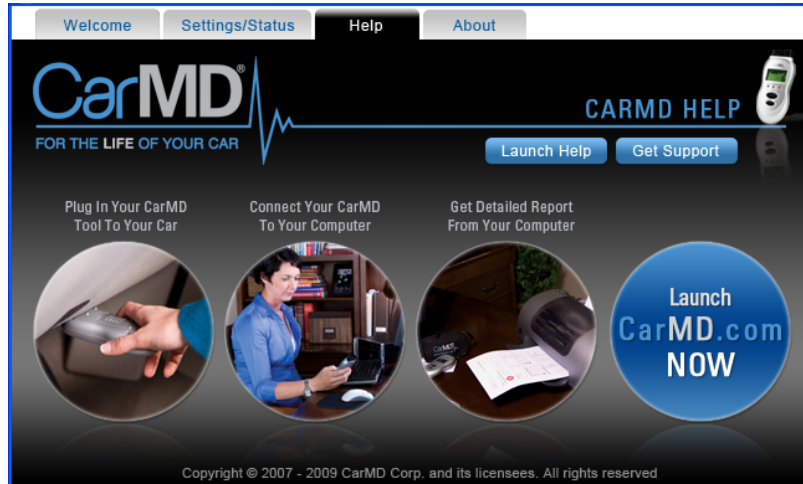 Welcome
Settings/Status
Help
About
CarMD®
FOR THE LIFE OF YOUR CAR
CARMD HELP
Launch Help
Get Support
Plug In Your CarMD
Tool To Your Car
Connect Your CarMD
To Your Computer
Get Detailed Report
From Your Computer
CarMD
Launch
CarMD.com
NOW
Copyright © 2007 - 2009 CarMD Corp. and its licensees. All rights reserved